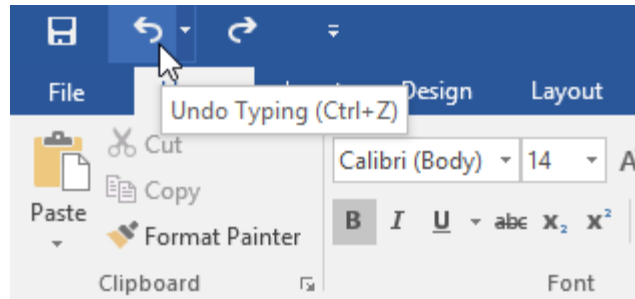 File Design Layout
Undo Typing (Ctrl+Z)
Cut
Copy
Paste
Format Painter
Clipboard
Calibri (Body) 14 A
B I U abc X₂ X²
Font